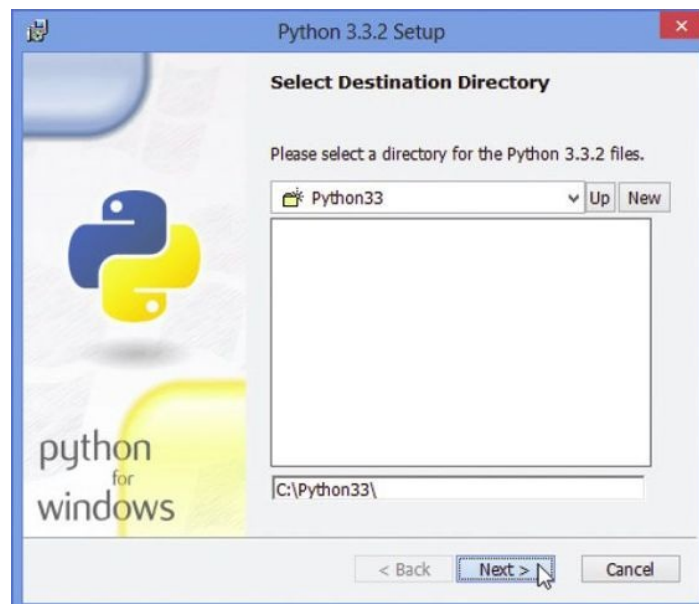 Python 3.3.2 Setup
Select Destination Directory
Please select a directory for the Python 3.3.2 files.
Python33
Up
New
C:\Python33\
python
for
windows
< Back
Next >
Cancel